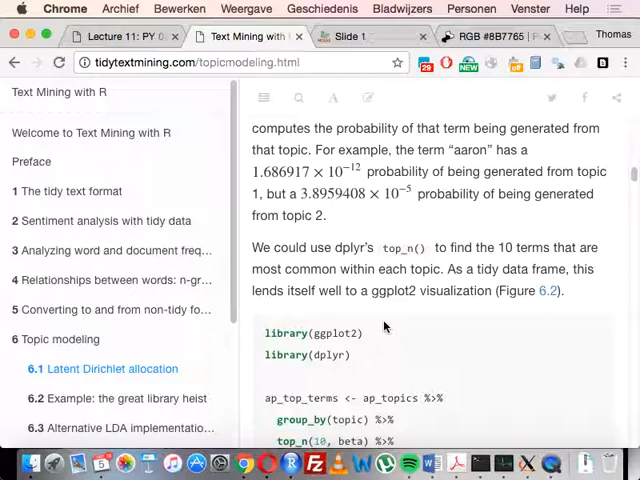 Chrome Archief Bewerken Weergave Geschiedenis Bladwijzers Personen Venster Help
Lecture 11: PY 0 Text Mining with Slide 1 RGB #8B7765 | Thomas
tidytextmining.com/topicmodeling.html
29 NEW
Text Mining with R
Welcome to Text Mining with R
Preface
1 The tidy text format
2 Sentiment analysis with tidy data
3 Analyzing word and document freq...
4 Relationships between words: n-gr...
5 Converting to and from non-tidy fo...
6 Topic modeling
6.1 Latent Dirichlet allocation
6.2 Example: the great library heist
6.3 Alternative LDA implementatio...
A
computes the probability of that term being generated from
that topic. For example, the term “aaron” has a
1.686917 × 10⁻¹² probability of being generated from topic
1, but a 3.8959408 × 10⁻⁵ probability of being generated
from topic 2.
We could use dplyr’s top_n() to find the 10 terms that are
most common within each topic. As a tidy data frame, this
lends itself well to a ggplot2 visualization (Figure 6.2).
library(ggplot2)
library(dplyr)
ap_top_terms <- ap_topics %>%
group_by(topic) %>%
top_n(10, beta) %>%
5